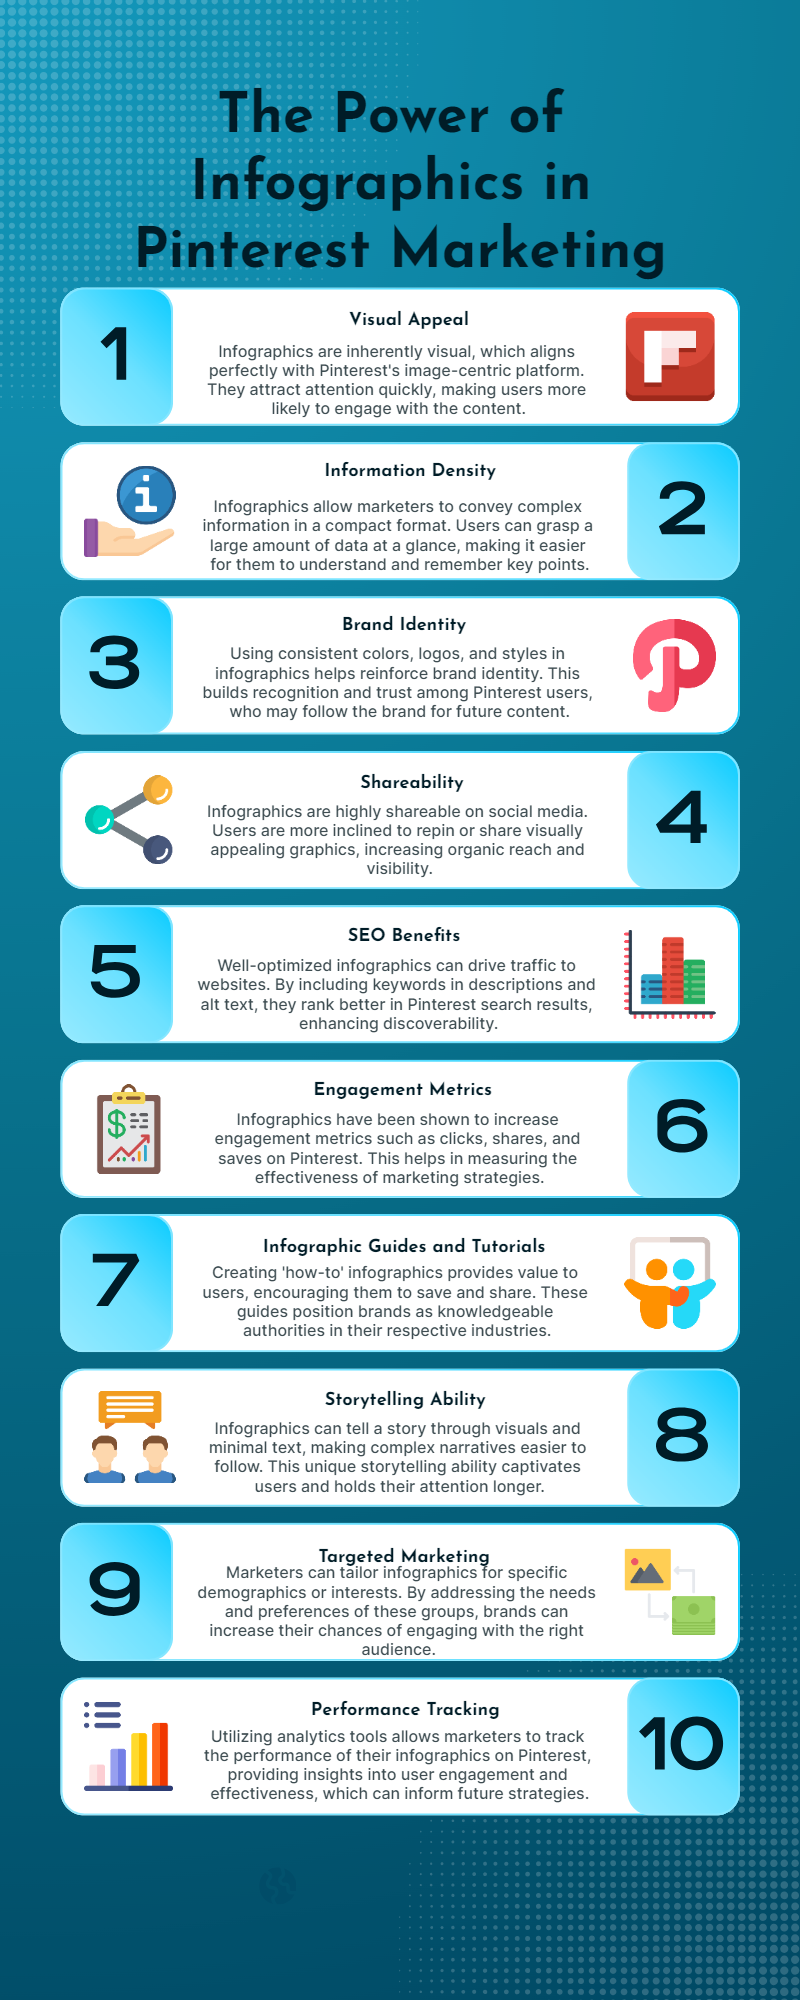 The Power of
Infographics in
Pinterest Marketing
1
Visual Appeal
Infographics are inherently visual, which aligns
perfectly with Pinterest's image-centric platform.
They attract attention quickly, making users more
likely to engage with the content.
Information Density
Infographics allow marketers to convey complex
information in a compact format. Users can grasp a
large amount of data at a glance, making it easier
for them to understand and remember key points.
2
3
Brand Identity
Using consistent colors, logos, and styles in
infographics helps reinforce brand identity. This
builds recognition and trust among Pinterest users,
who may follow the brand for future content.
Shareability
Infographics are highly shareable on social media.
Users are more inclined to repin or share visually
appealing graphics, increasing organic reach and
visibility.
4
5
SEO Benefits
Well-optimized infographics can drive traffic to
websites. By including keywords in descriptions and
alt text, they rank better in Pinterest search results,
enhancing discoverability.
Engagement Metrics
Infographics have been shown to increase
engagement metrics such as clicks, shares, and
saves on Pinterest. This helps in measuring the
effectiveness of marketing strategies.
6
7
Infographic Guides and Tutorials
Creating 'how-to' infographics provides value to
users, encouraging them to save and share. These
guides position brands as knowledgeable
authorities in their respective industries.
Storytelling Ability
Infographics can tell a story through visuals and
minimal text, making complex narratives easier to
follow. This unique storytelling ability captivates
users and holds their attention longer.
8
9
Targeted Marketing
Marketers can tailor infographics for specific
demographics or interests. By addressing the needs
and preferences of these groups, brands can
increase their chances of engaging with the right
audience.
Performance Tracking
Utilizing analytics tools allows marketers to track
the performance of their infographics on Pinterest,
providing insights into user engagement and
effectiveness, which can inform future strategies.
10